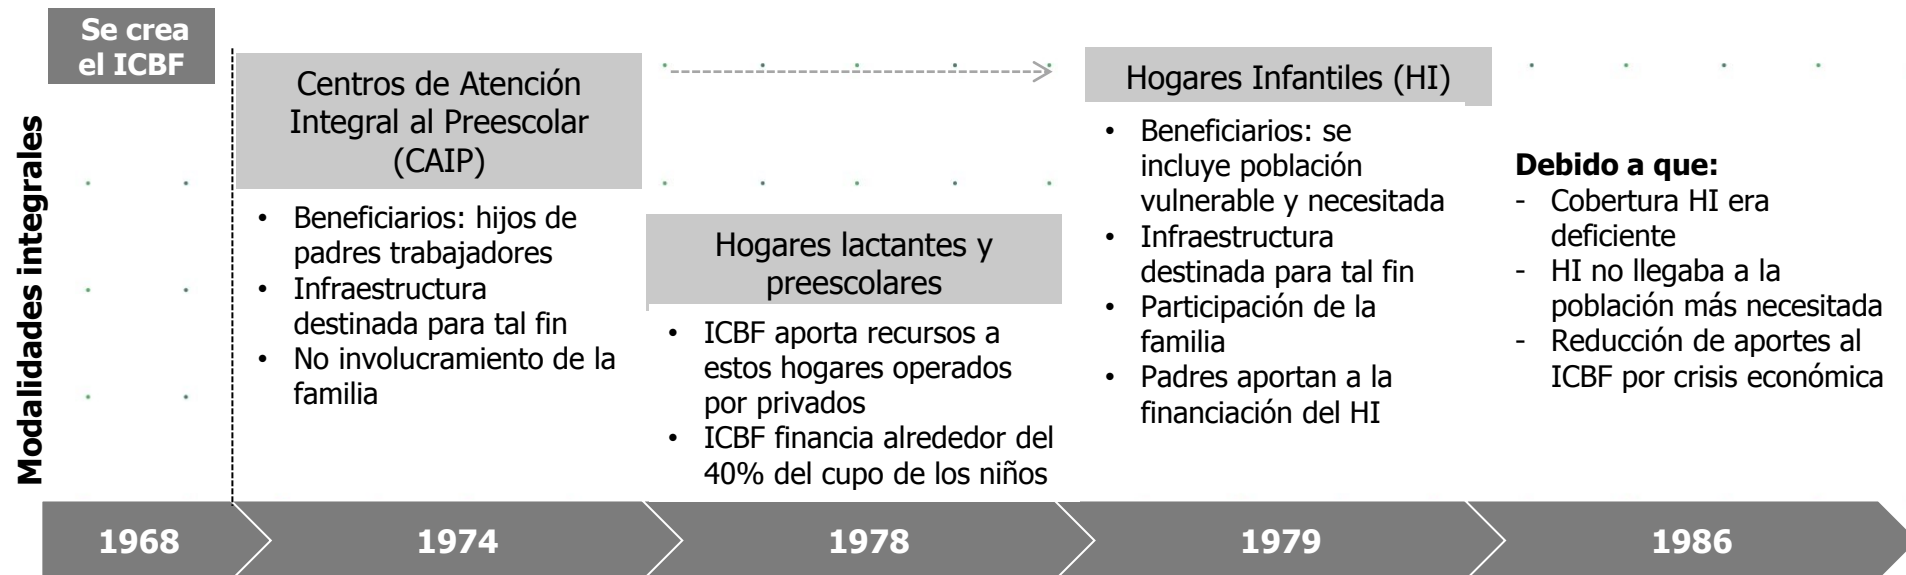 Modalidades integrales
Se crea
el ICBF
Centros de Atención
Integral al Preescolar
(CAIP)
• Beneficiarios: hijos de
padres trabajadores
• Infraestructura
destinada para tal fin
• No involucramiento de la
familia
Hogares lactantes y
preescolares
• ICBF aporta recursos a
estos hogares operados
por privados
• ICBF financia alrededor del
40% del cupo de los niños
Hogares Infantiles (HI)
• Beneficiarios: se
incluye población
vulnerable y necesitada
• Infraestructura
destinada para tal fin
• Participación de la
familia
• Padres aportan a la
financiación del HI
Debido a que:
- Cobertura HI era
deficiente
- HI no llegaba a la
población más necesitada
- Reducción de aportes al
ICBF por crisis económica
1968
1974
1978
1979
1986